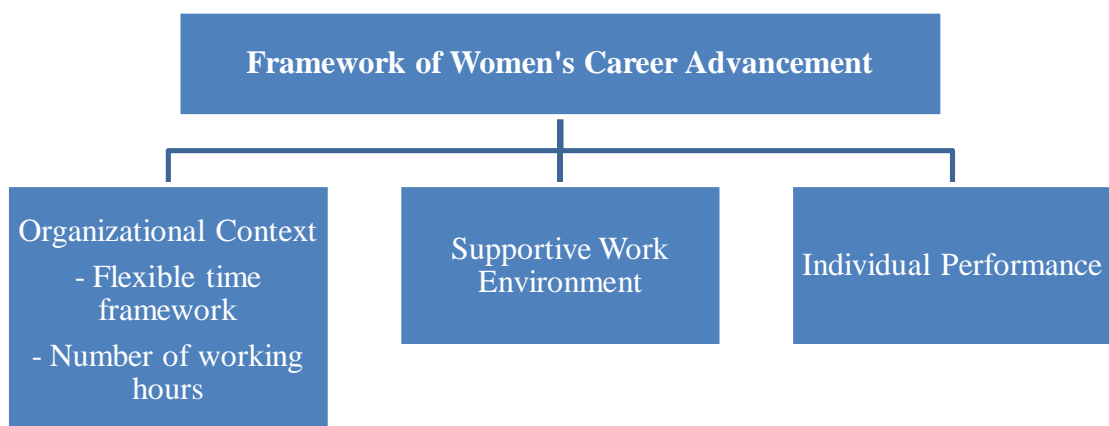 Framework of Women's Career Advancement
Organizational Context
- Flexible time
framework
- Number of working
hours
Supportive Work
Environment
Individual Performance